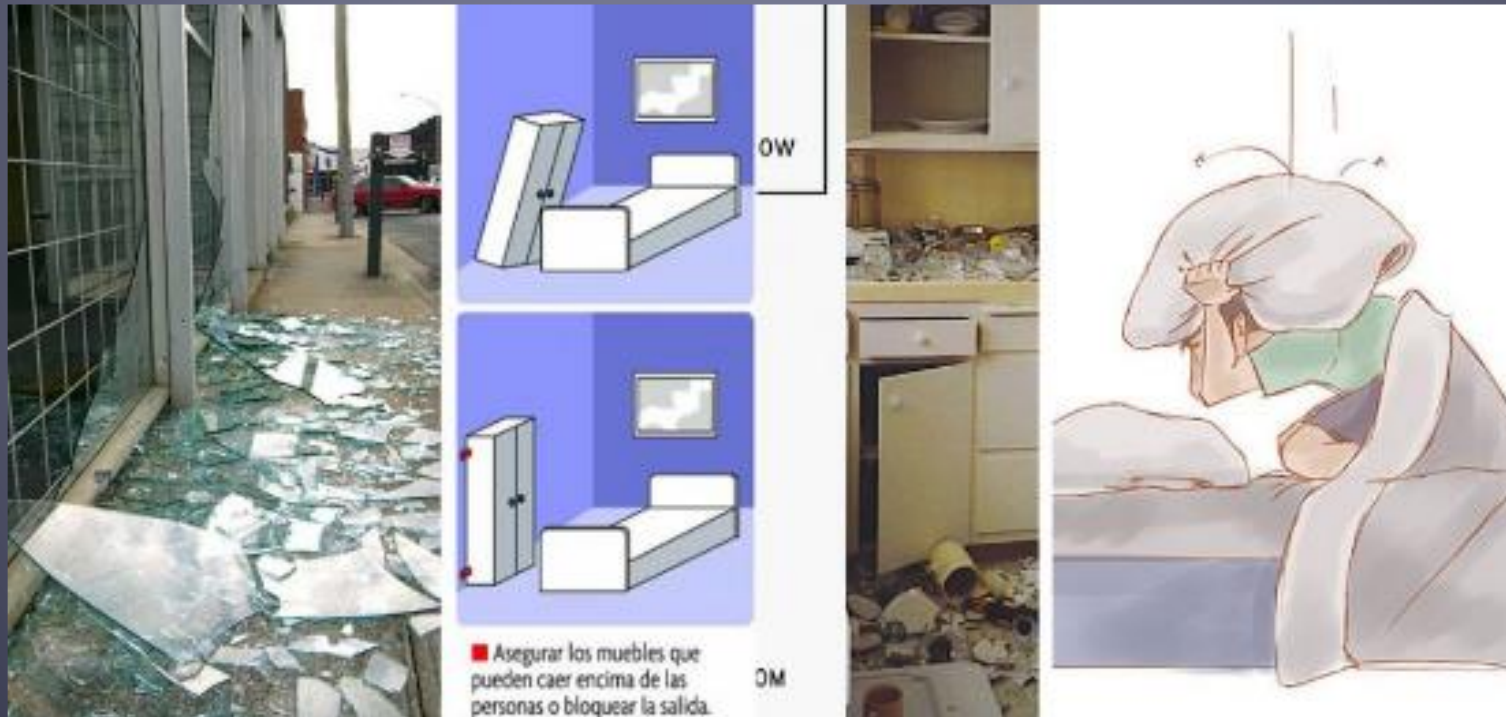 OW
■ Asegurar los muebles que
pueden caer encima de las
personas o bloquear la salida.
OM